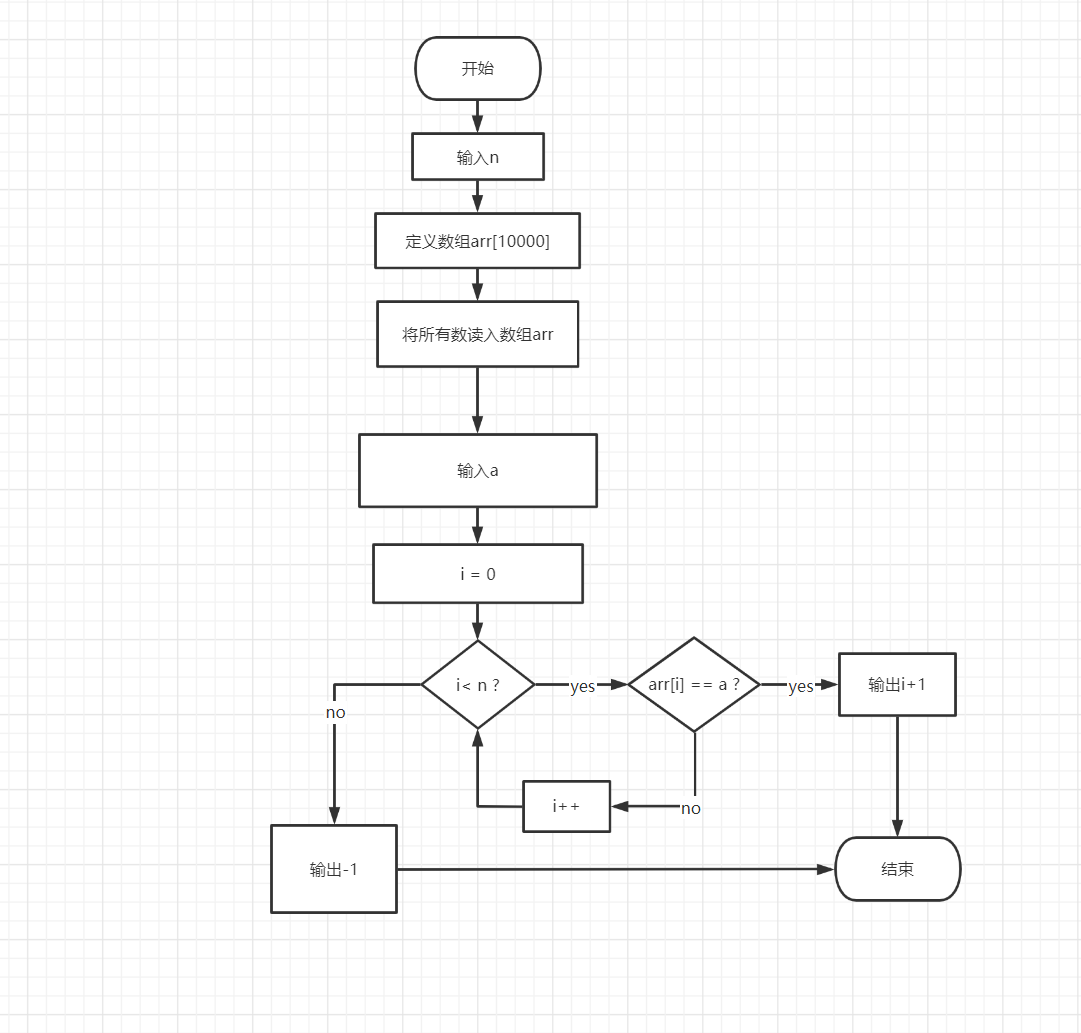 开始
输入n
定义数组arr[10000]
将所有数读入数组arr
输入a
i = 0
i< n ?
yes
arr[i] == a ?
yes
输出i+1
no
i++
no
输出-1
结束